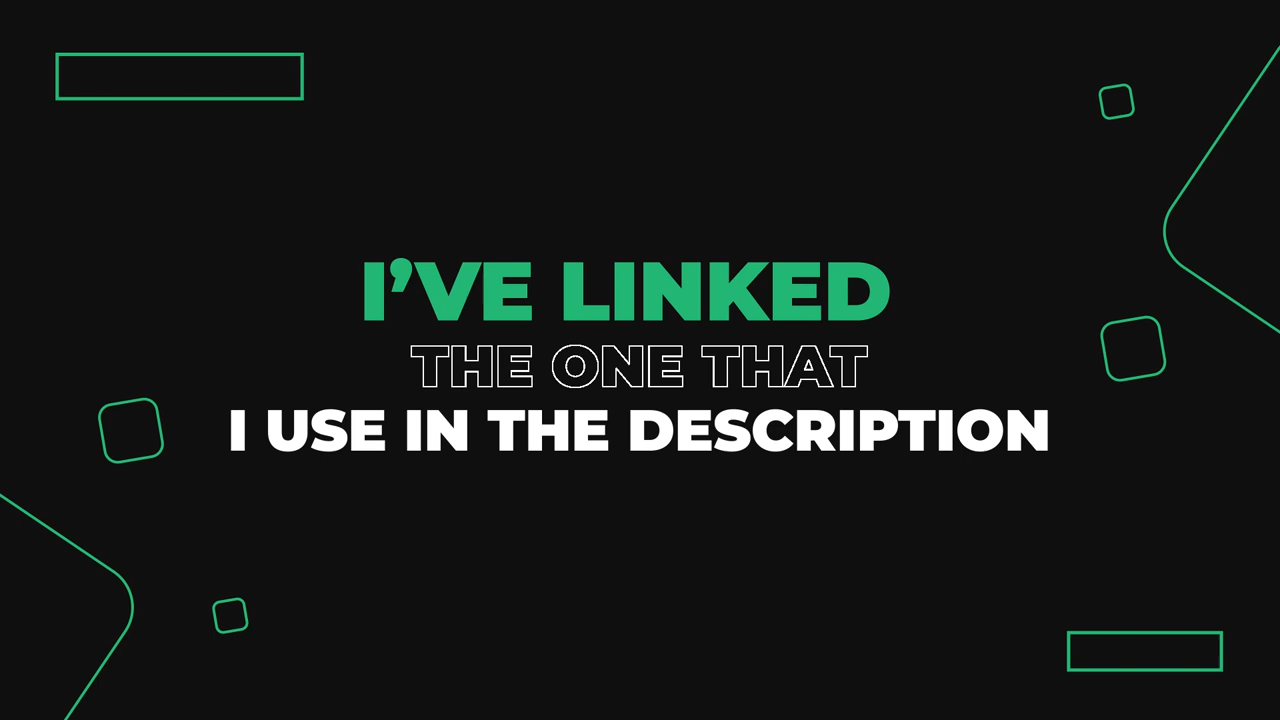 I’VE LINKED
THE ONE THAT
I USE IN THE DESCRIPTION